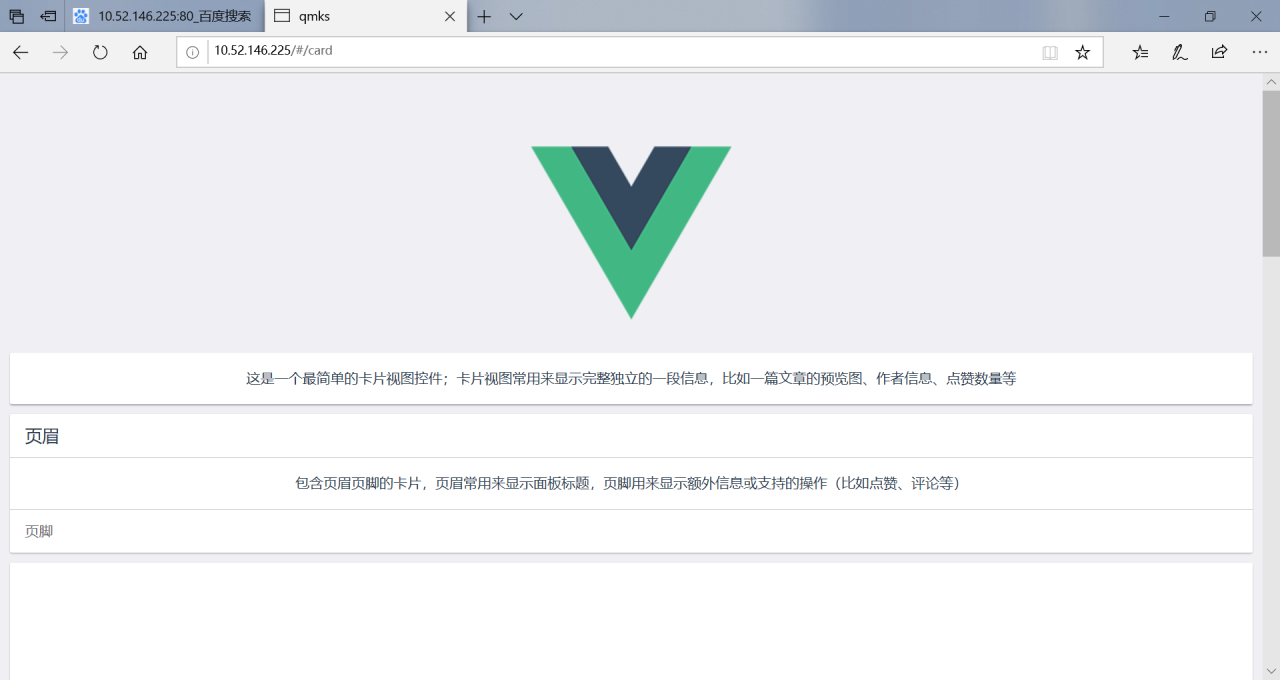 10.52.146.225:80_百度搜索
qmks
10.52.146.225/#/card
这是一个最简单的卡片视图控件；卡片视图常用来显示完整独立的一段信息，比如一篇文章的预览图、作者信息、点赞数量等
页眉
包含页眉页脚的卡片，页眉常用来显示面板标题，页脚用来显示额外信息或支持的操作（比如点赞、评论等）
页脚